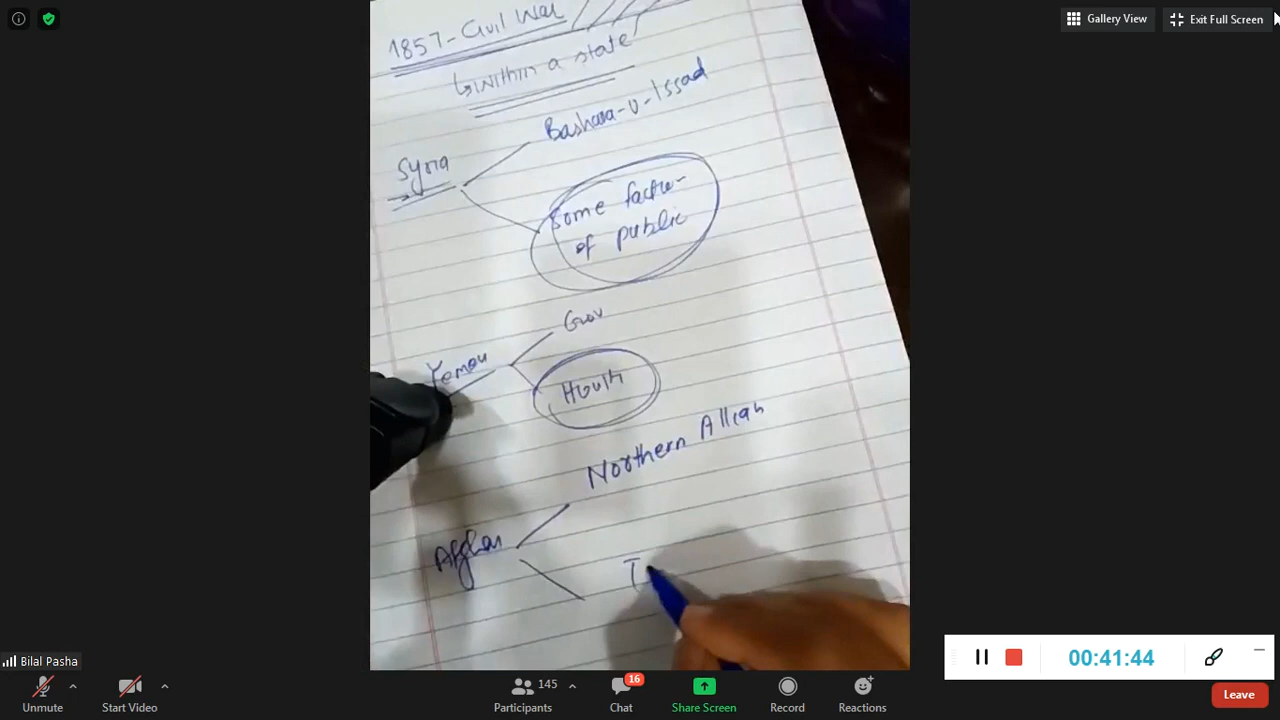 Gallery View
Exit Full Screen
1857-Civil War
↳ within a state
Bashara-U-Issad
Syria
Some factio-
of public
Gov
Yemen
Houth
Northern Allian
Afghan
T
Bilal Pasha
00:41:44
145
16
Unmute
Start Video
Participants
Chat
Share Screen
Record
Reactions
Leave